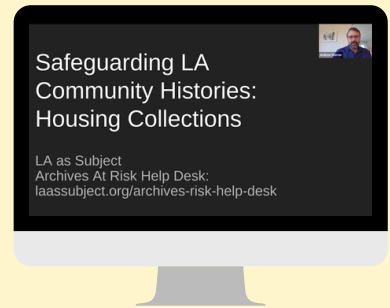 Safeguarding LA
Community Histories:
Housing Collections
LA as Subject
Archives At Risk Help Desk:
laassubject.org/archives-risk-help-desk